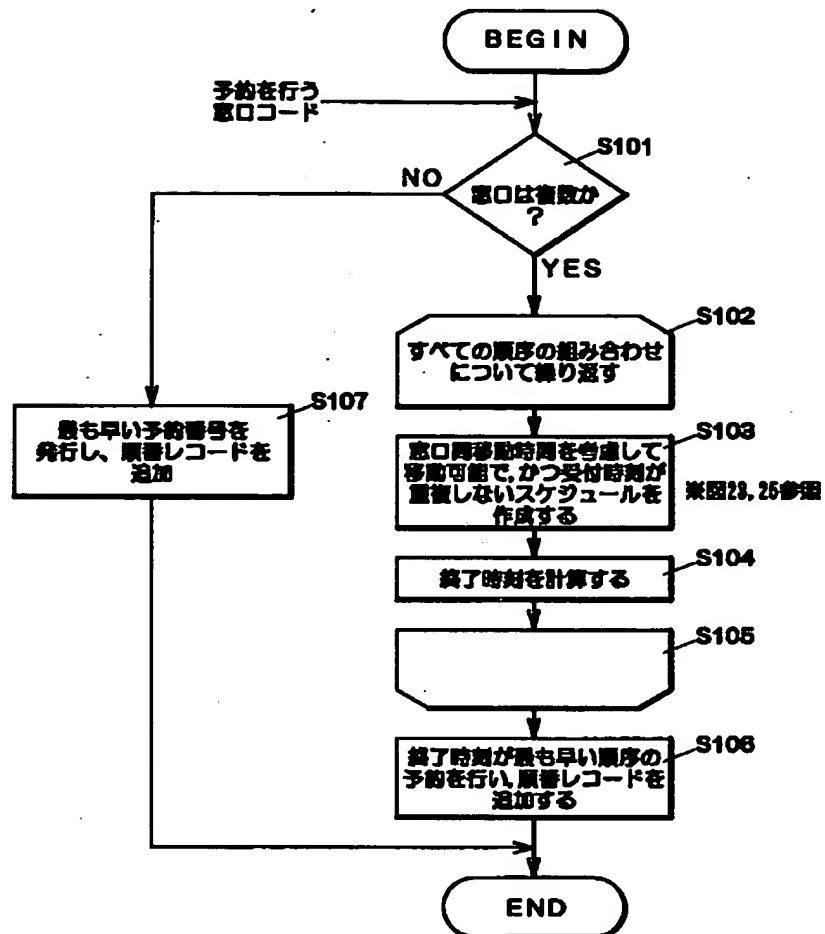 BEGIN
予約を行う
窓口コード
S101
NO
窓口は複数か
?
YES
S102
すべての順序の組み合わせ
について繰り返す
S107
最も早い予約番号を
発行し、順番レコードを
追加
S103
窓口間移動時間を考慮して
移動可能で,かつ受付時刻が
重複しないスケジュールを
作成する
※図23,25参照
S104
終了時刻を計算する
S105
S106
終了時刻が最も早い順序の
予約を行い,順番レコードを
追加する
END